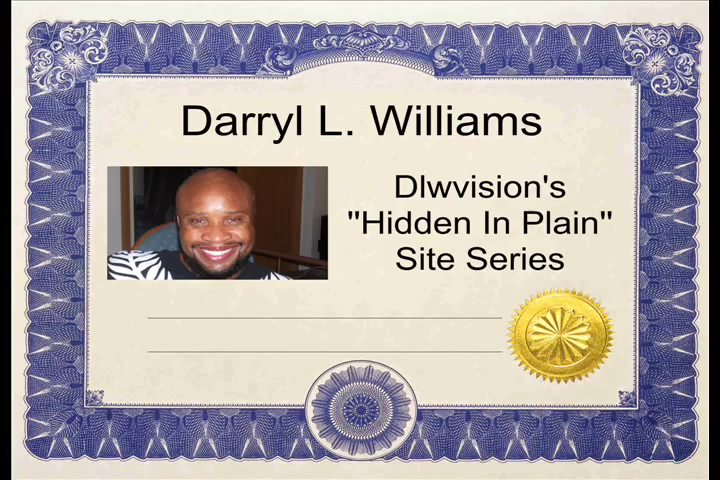 Darryl L. Williams
Dlwvision's
"Hidden In Plain"
Site Series